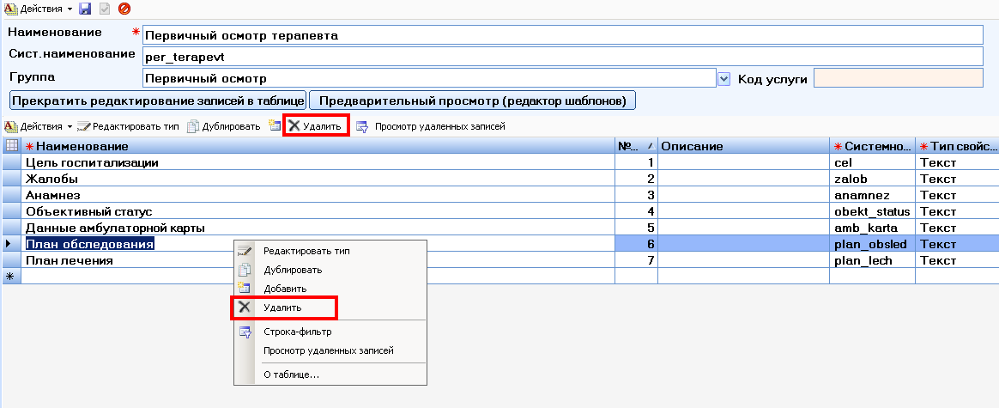 Действия
Наименование * Первичный осмотр терапевта
Сист.наименование per_terapevt
Группа Первичный осмотр Код услуги
Прекратить редактирование записей в таблице Предварительный просмотр (редактор шаблонов)
Действия Редактировать тип Дублировать Удалить Просмотр удаленных записей
* Наименование №... Описание * Системно... * Тип свойс...
Цель госпитализации 1 cel Текст
Жалобы 2 zalob Текст
Анамнез 3 anamnez Текст
Объективный статус 4 obekt_status Текст
Данные амбулаторной карты 5 amb_karta Текст
План обследования 6 plan_obsled Текст
План лечения 7 plan_lech Текст
*
Редактировать тип
Дублировать
Добавить
Удалить
Строка-фильтр
Просмотр удаленных записей
О таблице...